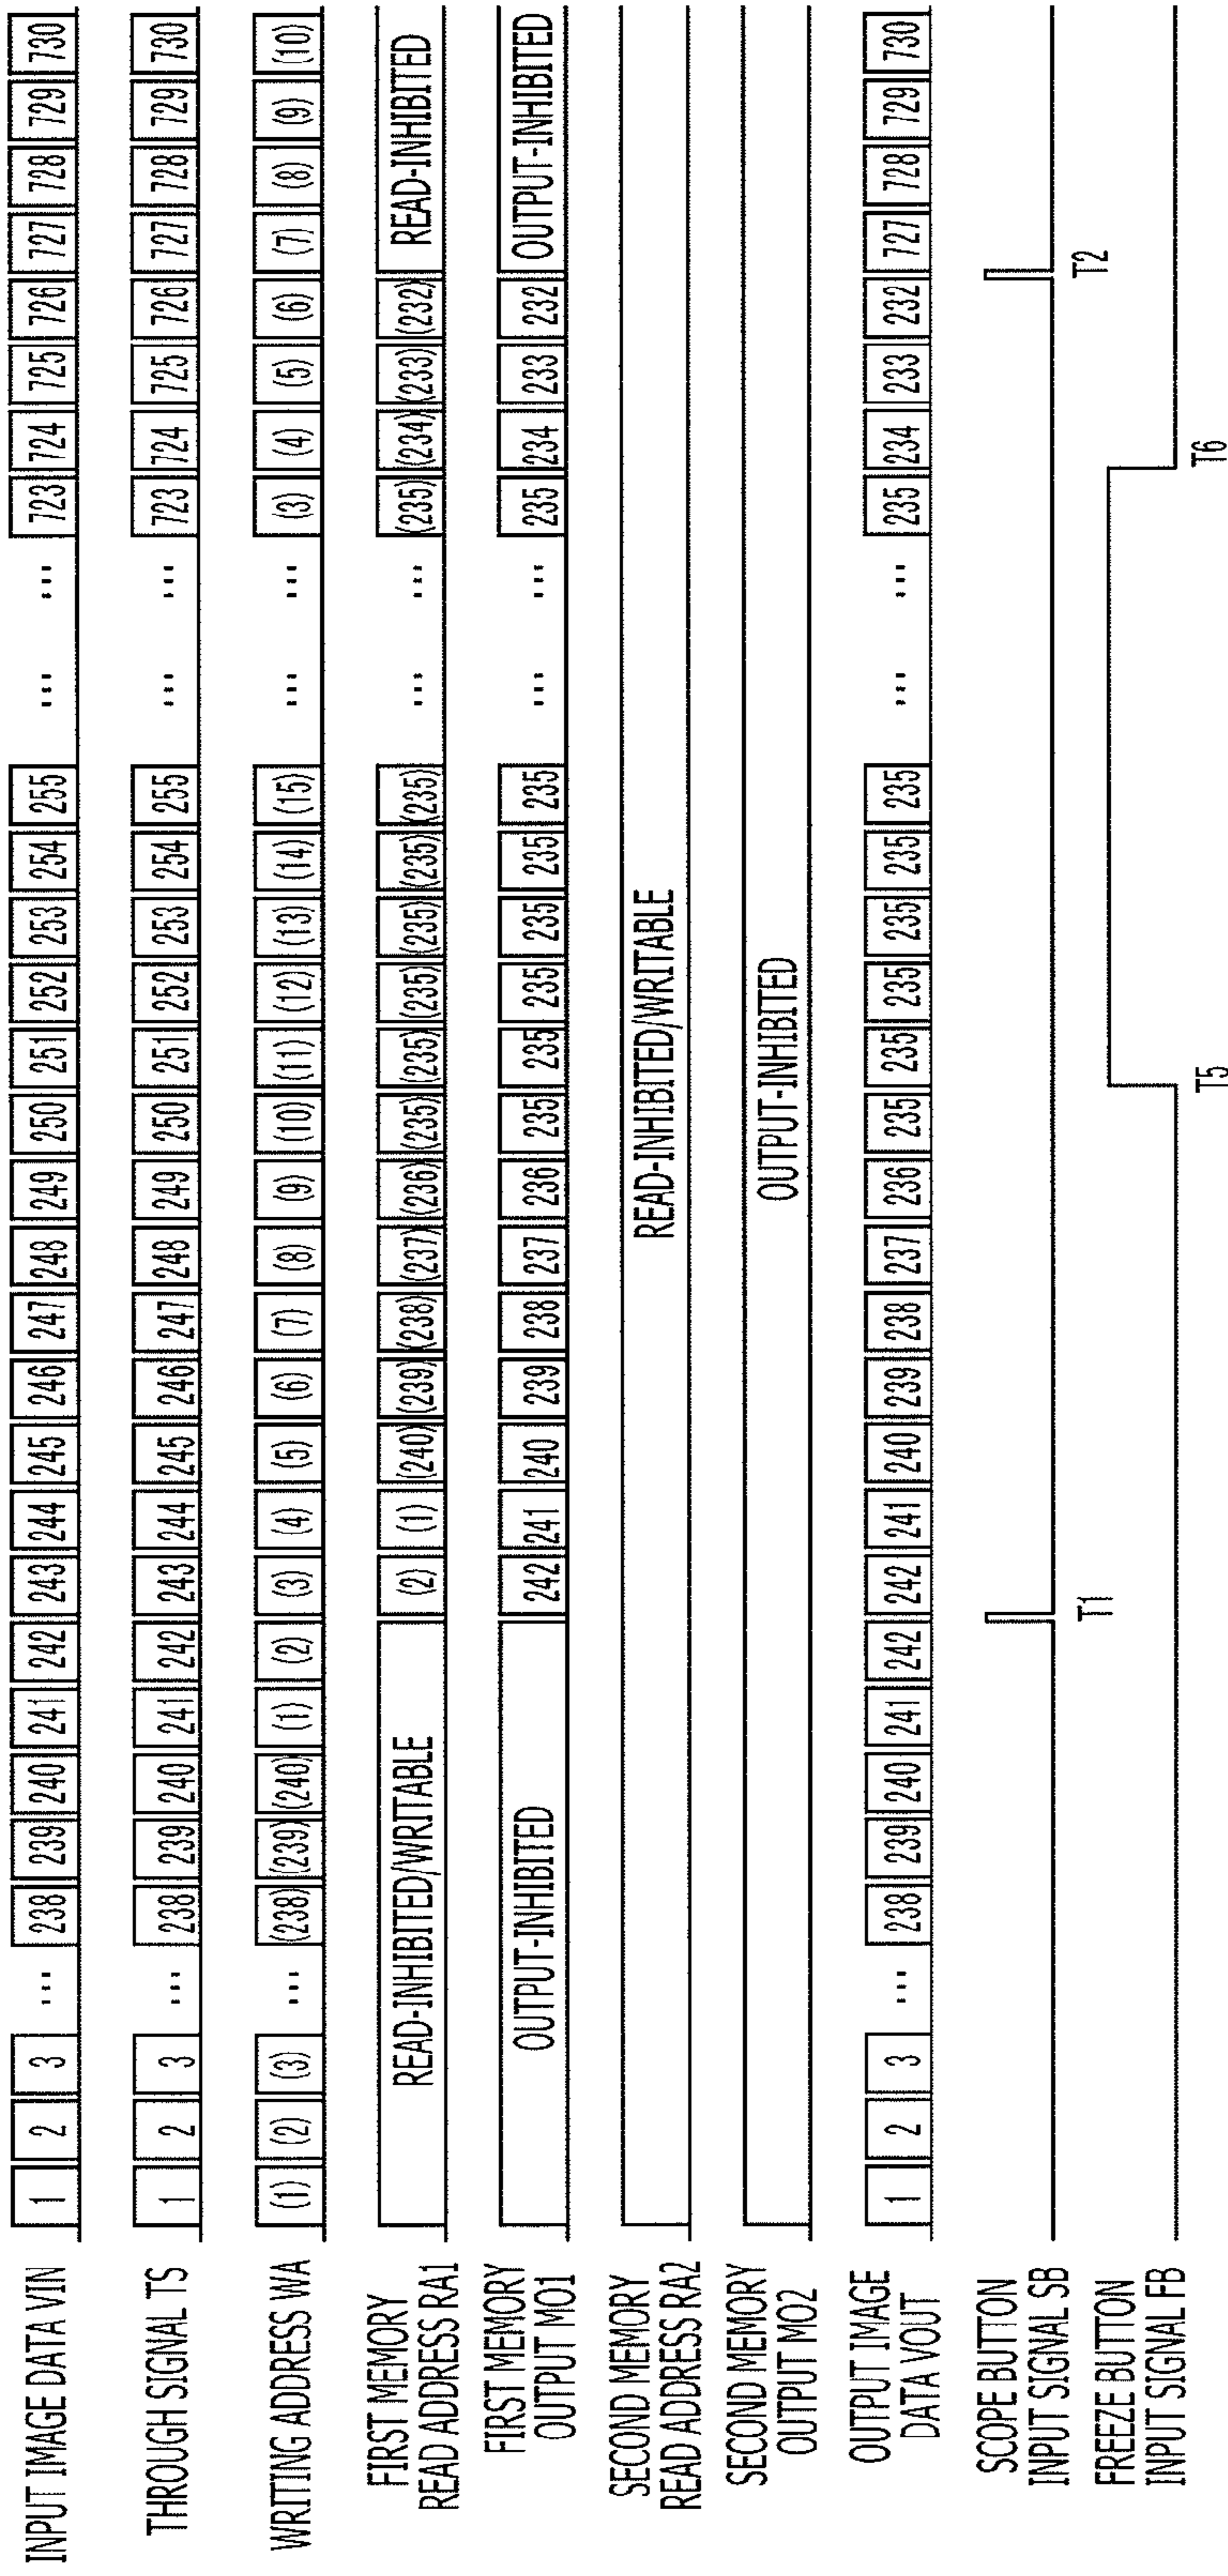 INPUT IMAGE DATA VIN 1 2 3 ... 238 239 240 241 242 243 244 245 246 247 248 249 250 251 252 253 254 255 ... ... 723 724 725 726 727 728 729 730
THROUGH SIGNAL TS 1 2 3 ... 238 239 240 241 242 243 244 245 246 247 248 249 250 251 252 253 254 255 ... ... 723 724 725 726 727 728 729 730
WRITING ADDRESS WA (1) (2) (3) ... (238) (239) (240) (1) (2) (3) (4) (5) (6) (7) (8) (9) (10) (11) (12) (13) (14) (15) ... ... (3) (4) (5) (6) (7) (8) (9) (10)
FIRST MEMORY
READ ADDRESS RA1 READ-INHIBITED/WRITABLE (2) (1) (240) (239) (238) (237) (236) (235) (235) (235) (235) (235) (235) ... ... (235) (234) (233) (232) READ-INHIBITED
FIRST MEMORY
OUTPUT MO1 OUTPUT-INHIBITED 242 241 240 239 238 237 236 235 235 235 235 235 235 ... ... 235 234 233 232 OUTPUT-INHIBITED
SECOND MEMORY
READ ADDRESS RA2 READ-INHIBITED/WRITABLE
SECOND MEMORY
OUTPUT MO2 OUTPUT-INHIBITED
OUTPUT IMAGE
DATA VOUT 1 2 3 ... 238 239 240 241 242 242 241 240 239 238 237 236 235 235 235 235 235 235 ... ... 235 234 233 232 727 728 729 730
SCOPE BUTTON
INPUT SIGNAL SB
T1 T2
FREEZE BUTTON
INPUT SIGNAL FB
T5 T6